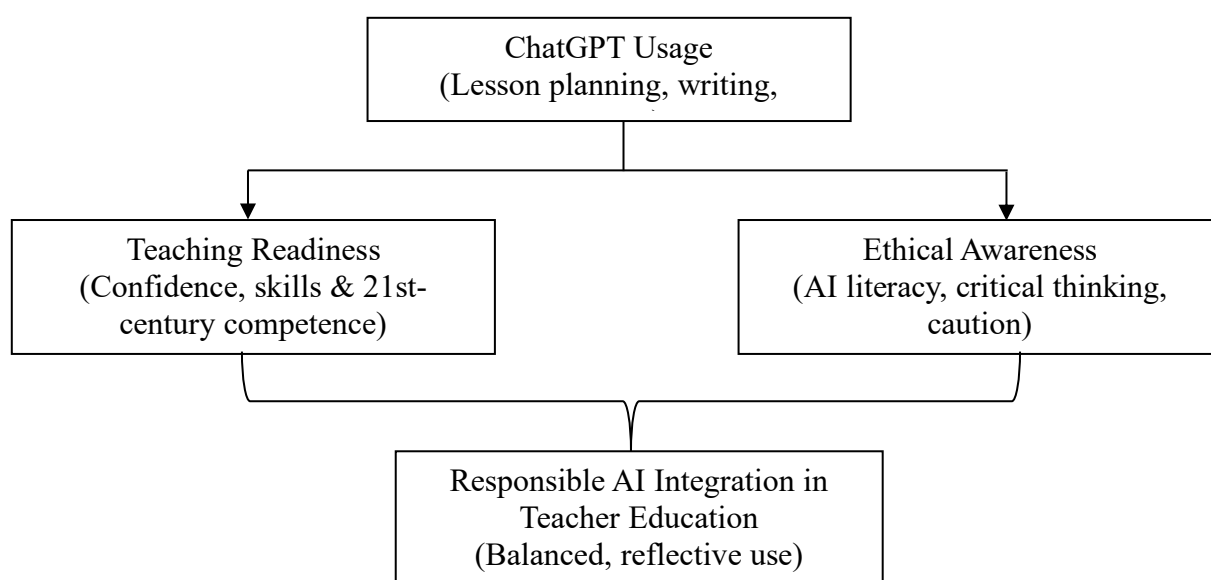 ChatGPT Usage
(Lesson planning, writing,
Teaching Readiness
(Confidence, skills & 21st-
century competence)
Ethical Awareness
(AI literacy, critical thinking,
caution)
Responsible AI Integration in
Teacher Education
(Balanced, reflective use)